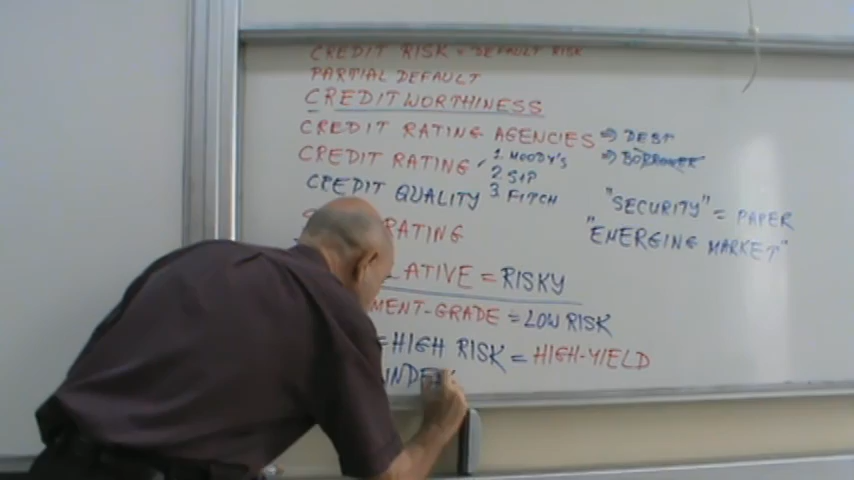 CREDIT RISK = DEFAULT RISK
PARTIAL DEFAULT
CREDITWORTHINESS
CREDIT RATING AGENCIES ⇒ DEBT
CREDIT RATING 1. MOODY'S ⇒ BORROWER
2. S&P
CREDIT QUALITY 3. FITCH
"SECURITY" = PAPER
RATING
"EMERGING MARKET"
LATIVE = RISKY
MENT-GRADE = LOW RISK
= HIGH RISK = HIGH-YIELD